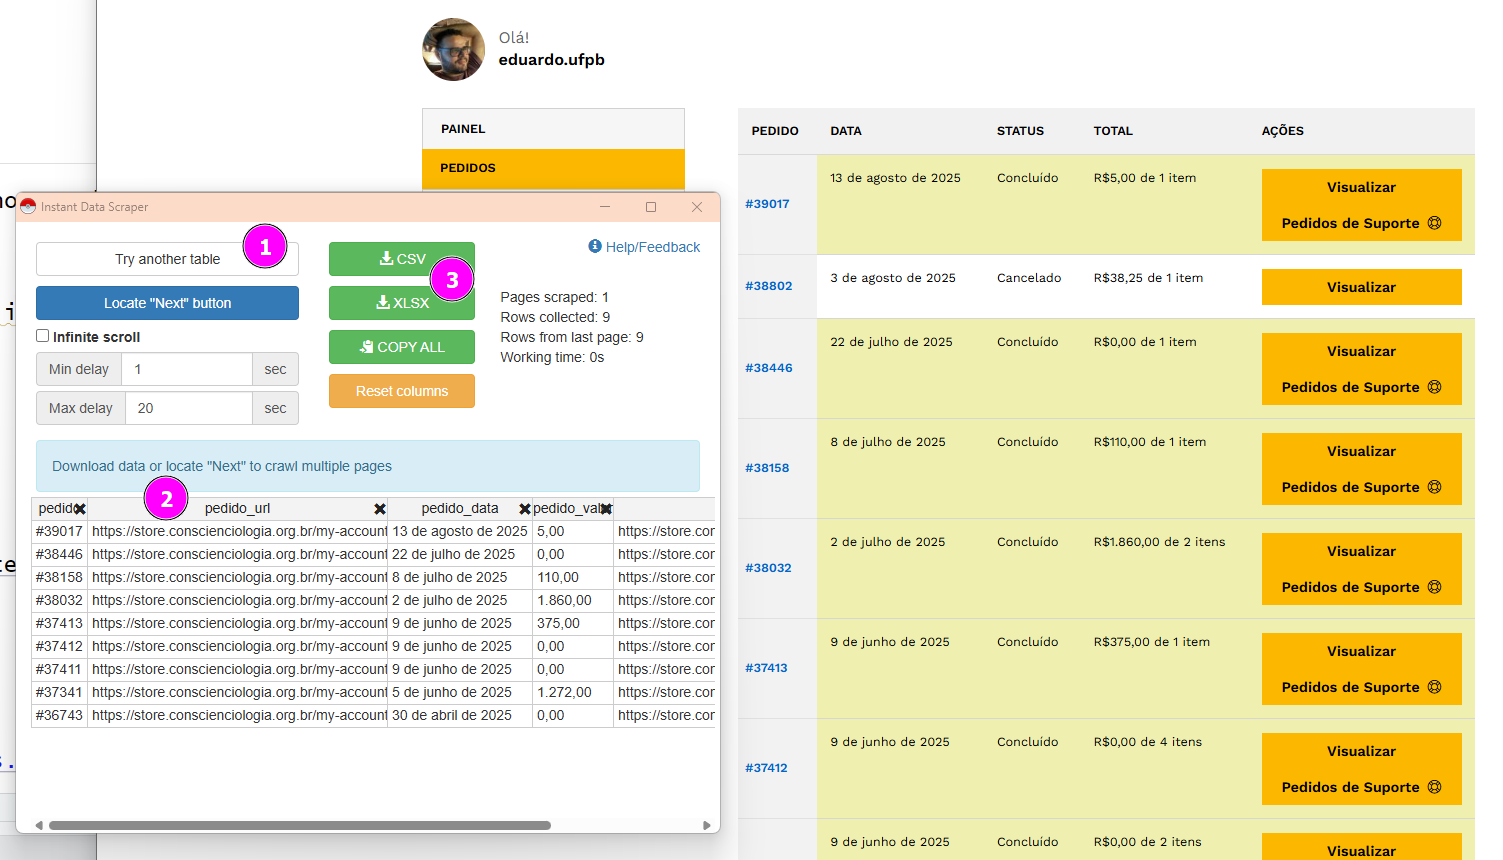 Olá!
eduardo.ufpb
PAINEL
PEDIDOS
PEDIDO DATA STATUS TOTAL AÇÕES
#39017 13 de agosto de 2025 Concluído R$5,00 de 1 item Visualizar
Pedidos de Suporte
#38802 3 de agosto de 2025 Cancelado R$38,25 de 1 item Visualizar
#38446 22 de julho de 2025 Concluído R$0,00 de 1 item Visualizar
Pedidos de Suporte
#38158 8 de julho de 2025 Concluído R$110,00 de 1 item Visualizar
Pedidos de Suporte
#38032 2 de julho de 2025 Concluído R$1.860,00 de 2 itens Visualizar
Pedidos de Suporte
#37413 9 de junho de 2025 Concluído R$375,00 de 1 item Visualizar
Pedidos de Suporte
#37412 9 de junho de 2025 Concluído R$0,00 de 4 itens Visualizar
Pedidos de Suporte
9 de junho de 2025 Concluído R$0,00 de 2 itens Visualizar
Instant Data Scraper
1
Try another table
Locate "Next" button
Infinite scroll
Min delay 1 sec
Max delay 20 sec
CSV
3
XLSX
COPY ALL
Reset columns
Help/Feedback
Pages scraped: 1
Rows collected: 9
Rows from last page: 9
Working time: 0s
Download data or locate "Next" to crawl multiple pages
2
pedido_url pedido_data
#39017 https://store.conscienciologia.org.br/my-account 13 de agosto de 2025 5,00 https://store.cor
#38446 https://store.conscienciologia.org.br/my-account 22 de julho de 2025 0,00 https://store.cor
#38158 https://store.conscienciologia.org.br/my-account 8 de julho de 2025 110,00 https://store.cor
#38032 https://store.conscienciologia.org.br/my-account 2 de julho de 2025 1.860,00 https://store.cor
#37413 https://store.conscienciologia.org.br/my-account 9 de junho de 2025 375,00 https://store.cor
#37412 https://store.conscienciologia.org.br/my-account 9 de junho de 2025 0,00 https://store.cor
#37411 https://store.conscienciologia.org.br/my-account 9 de junho de 2025 0,00 https://store.cor
#37341 https://store.conscienciologia.org.br/my-account 5 de junho de 2025 1.272,00 https://store.cor
#36743 https://store.conscienciologia.org.br/my-account 30 de abril de 2025 0,00 https://store.cor